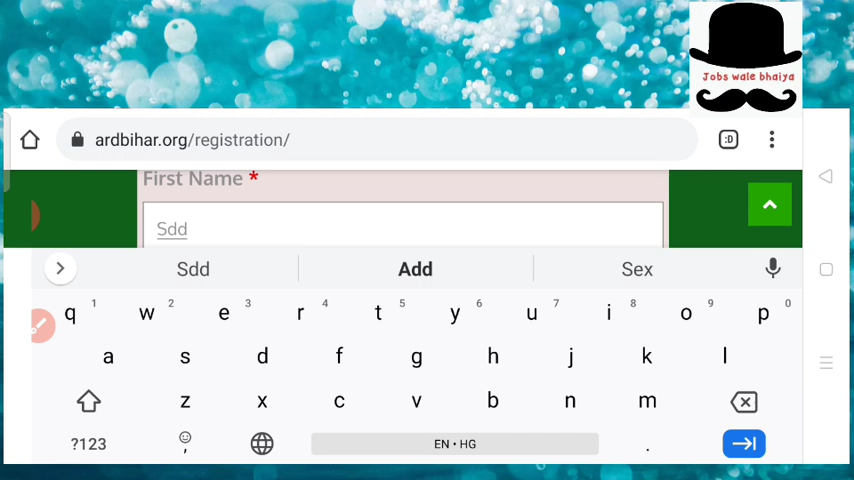 Jobs wale bhaiya
ardbihar.org/registration/
:D
First Name *
Sdd
Sdd Add Sex
q 1 w 2 e 3 r 4 t 5 y 6 u 7 i 8 o 9 p 0
a s d f g h j k l
z x c v b n m
?123 , EN • HG .